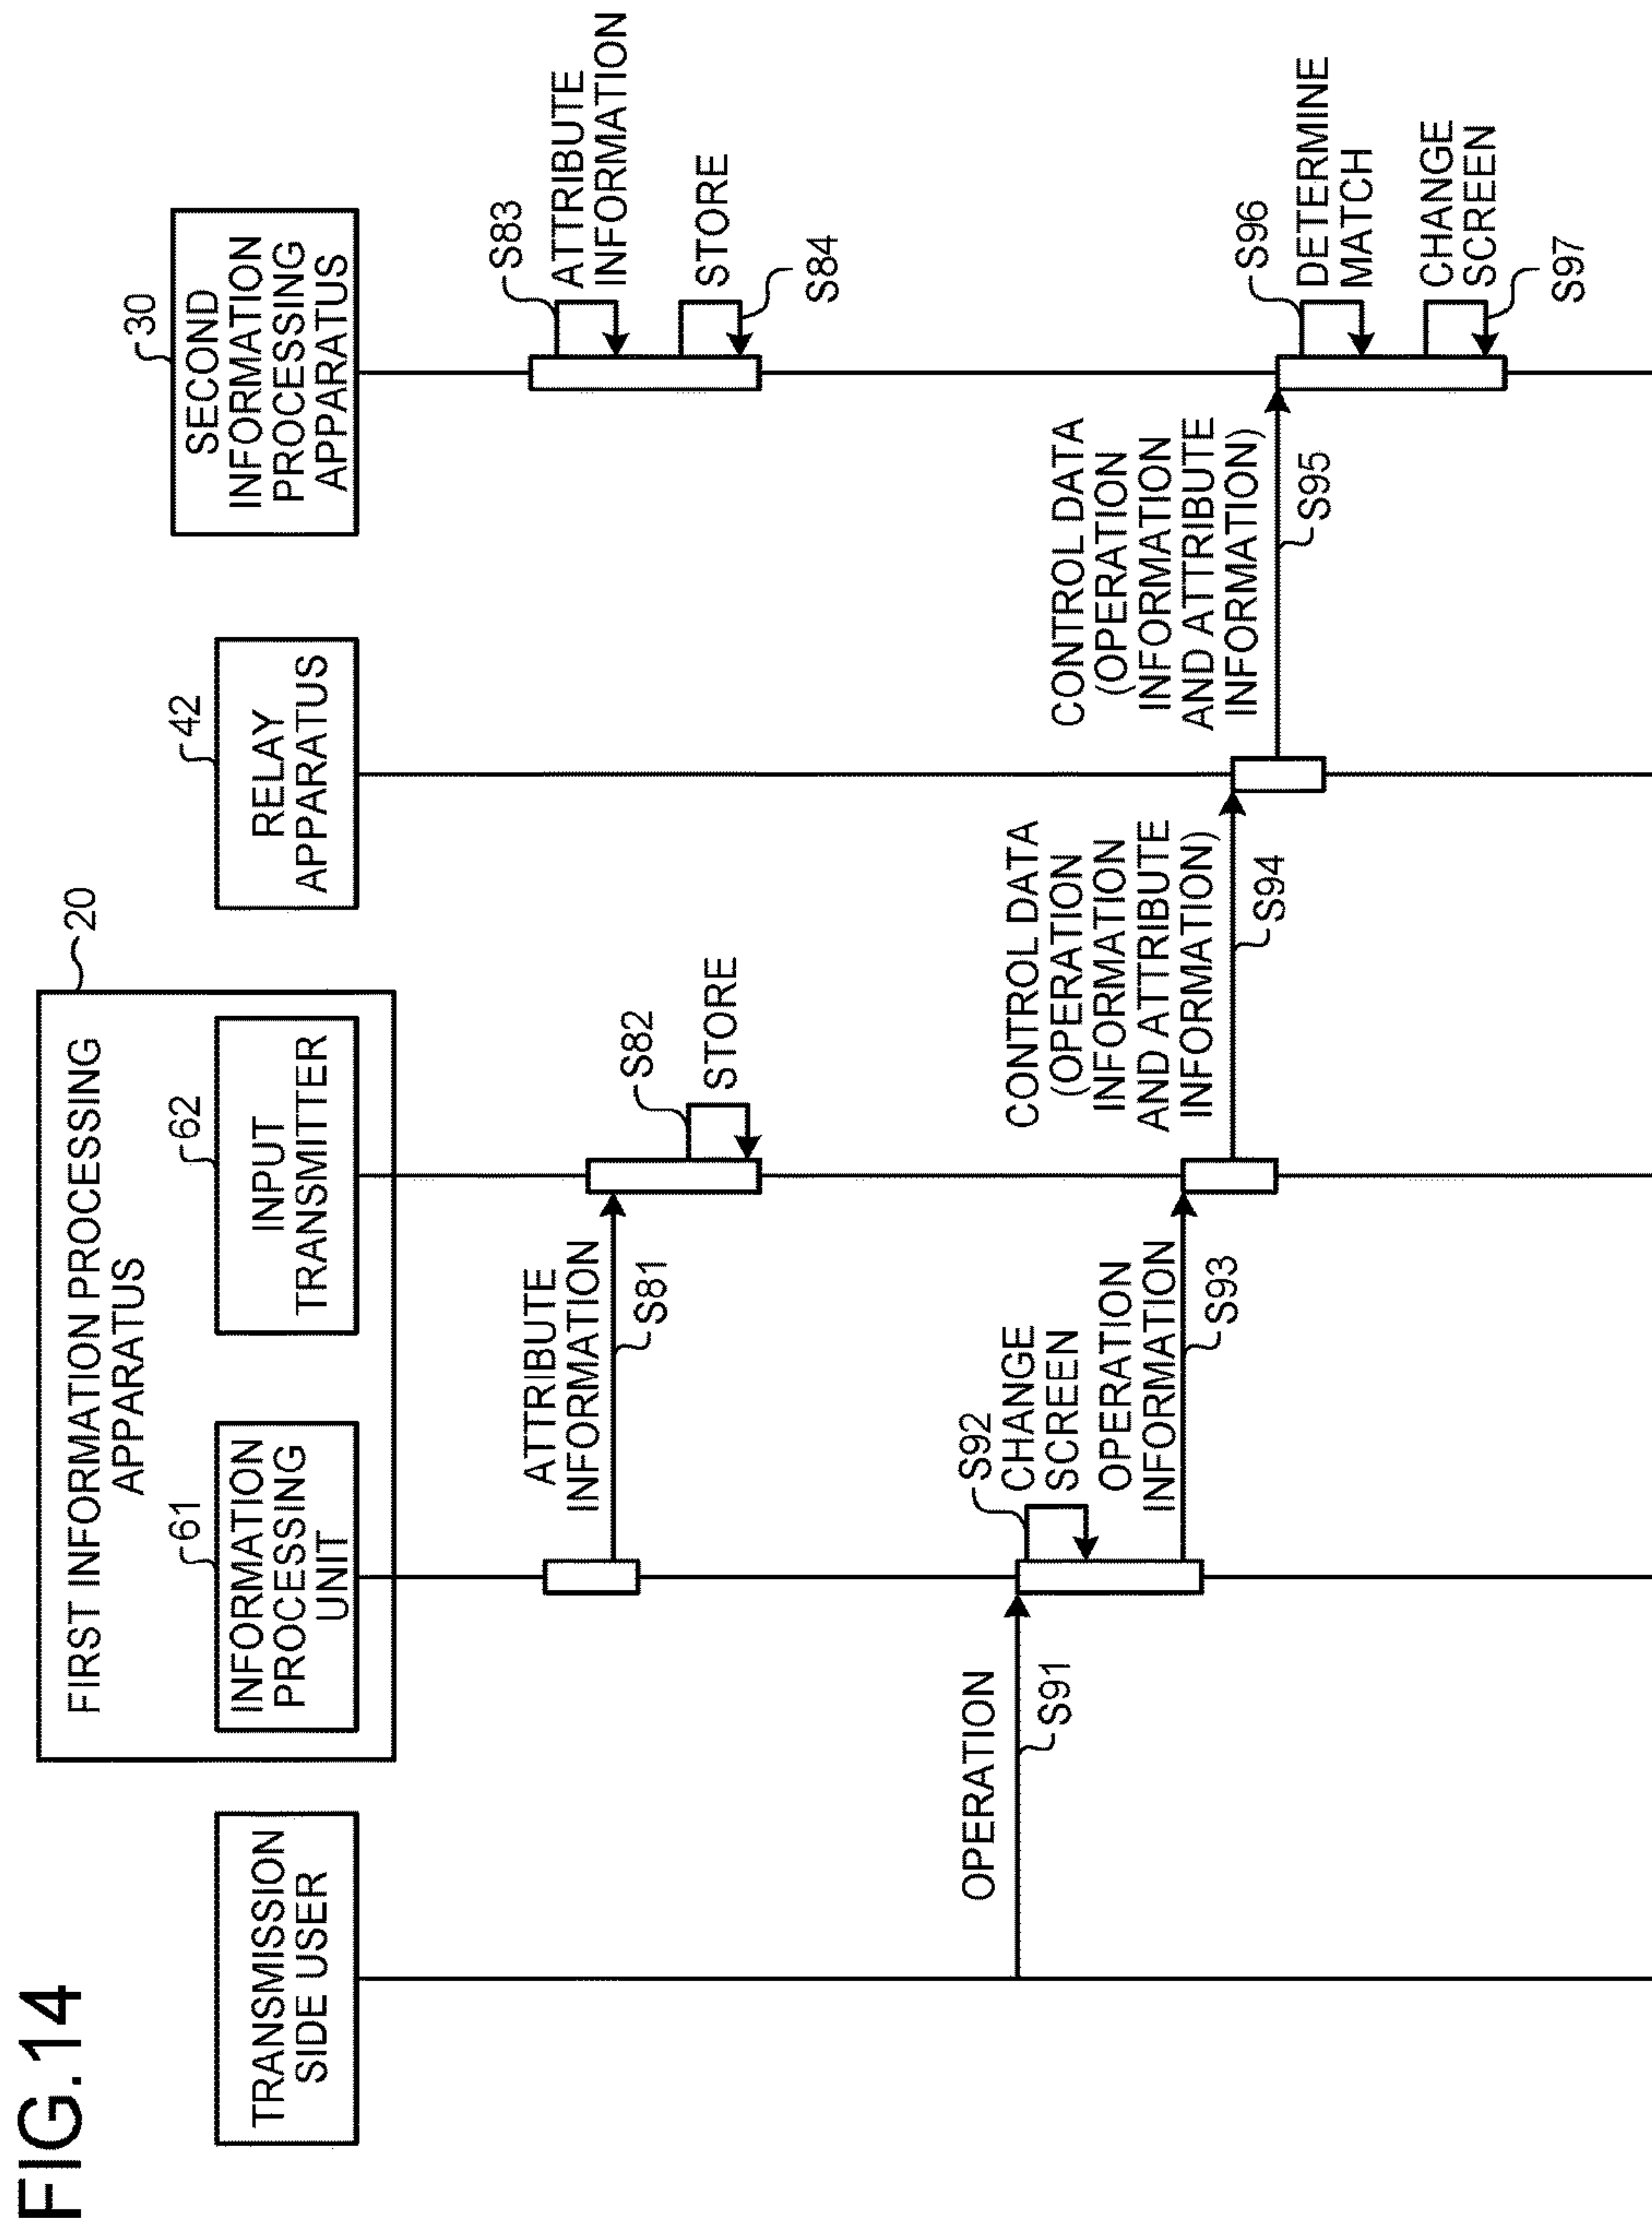 FIG.14
TRANSMISSION
SIDE USER
FIRST INFORMATION PROCESSING
APPARATUS
20
61
INFORMATION
PROCESSING
UNIT
62
INPUT
TRANSMITTER
42
RELAY
APPARATUS
30
SECOND
INFORMATION
PROCESSING
APPARATUS
ATTRIBUTE
INFORMATION
S81
S82
STORE
S83
ATTRIBUTE
INFORMATION
STORE
S84
OPERATION
S91
S92
CHANGE
SCREEN
OPERATION
INFORMATION
S93
CONTROL DATA
(OPERATION
INFORMATION
AND ATTRIBUTE
INFORMATION)
S94
CONTROL DATA
(OPERATION
INFORMATION
AND ATTRIBUTE
INFORMATION)
S95
S96
DETERMINE
MATCH
CHANGE
SCREEN
S97